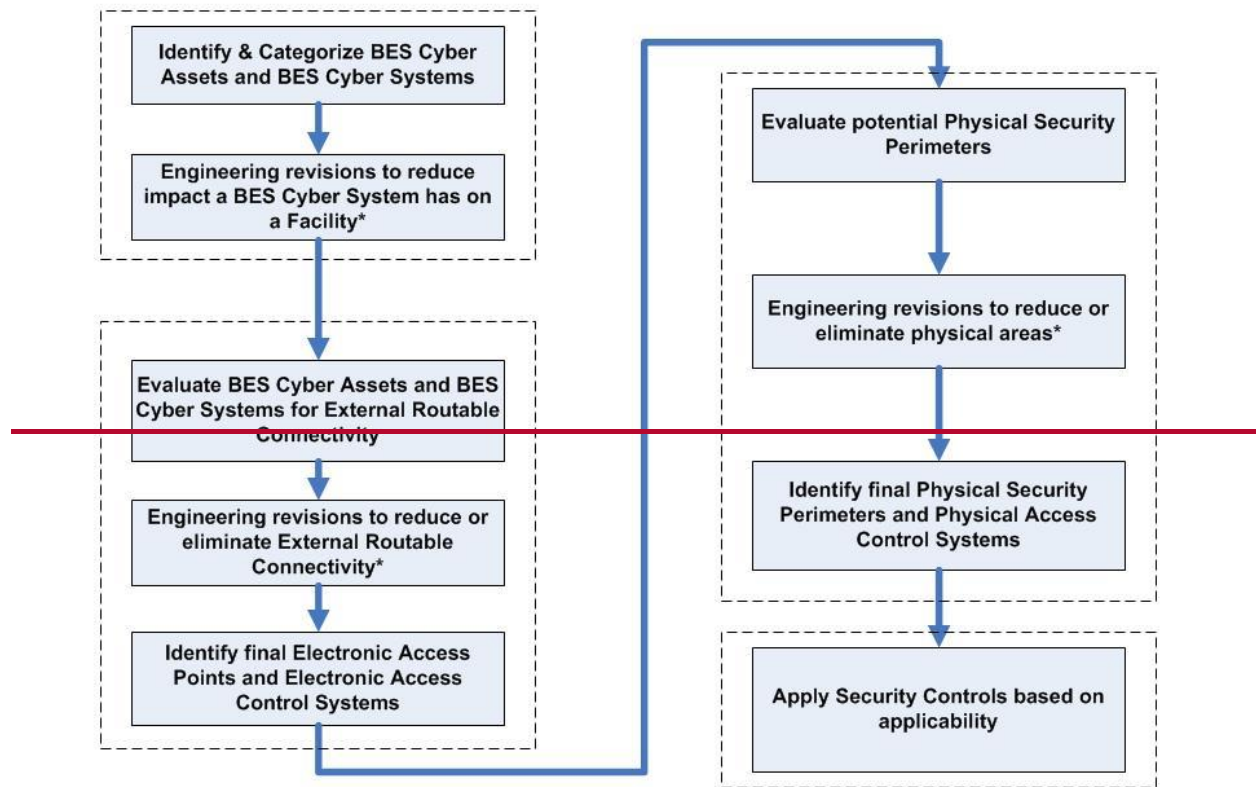 Identify & Categorize BES Cyber
Assets and BES Cyber Systems
Engineering revisions to reduce
impact a BES Cyber System has on
a Facility*
Evaluate BES Cyber Assets and BES
Cyber Systems for External Routable
Connectivity
Engineering revisions to reduce or
eliminate External Routable
Connectivity*
Identify final Electronic Access
Points and Electronic Access
Control Systems
Evaluate potential Physical Security
Perimeters
Engineering revisions to reduce or
eliminate physical areas*
Identify final Physical Security
Perimeters and Physical Access
Control Systems
Apply Security Controls based on
applicability